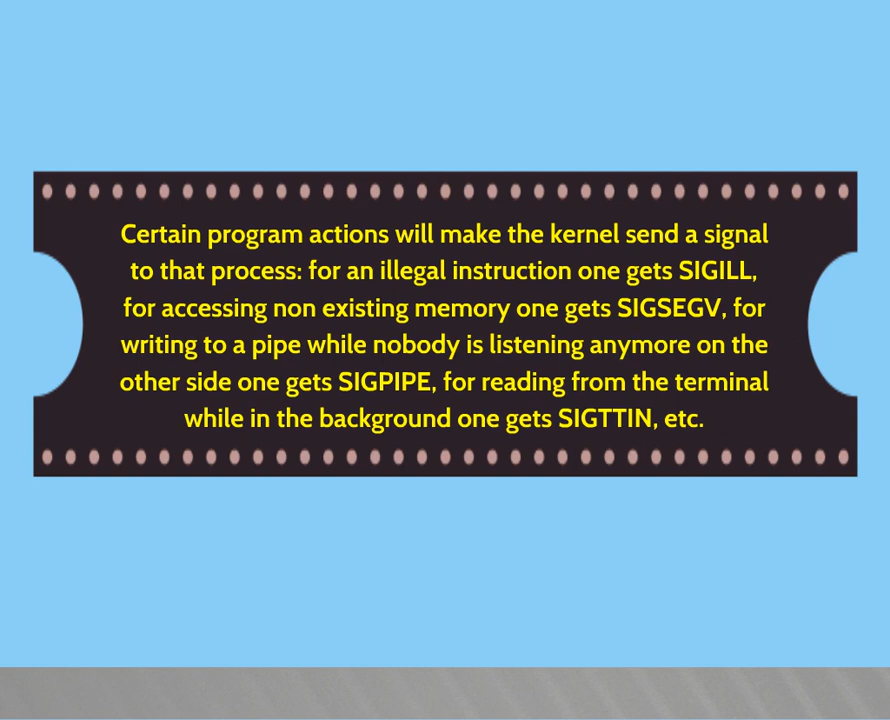 Certain program actions will make the kernel send a signal
to that process: for an illegal instruction one gets SIGILL,
for accessing non existing memory one gets SIGSEGV, for
writing to a pipe while nobody is listening anymore on the
other side one gets SIGPIPE, for reading from the terminal
while in the background one gets SIGTTIN, etc.